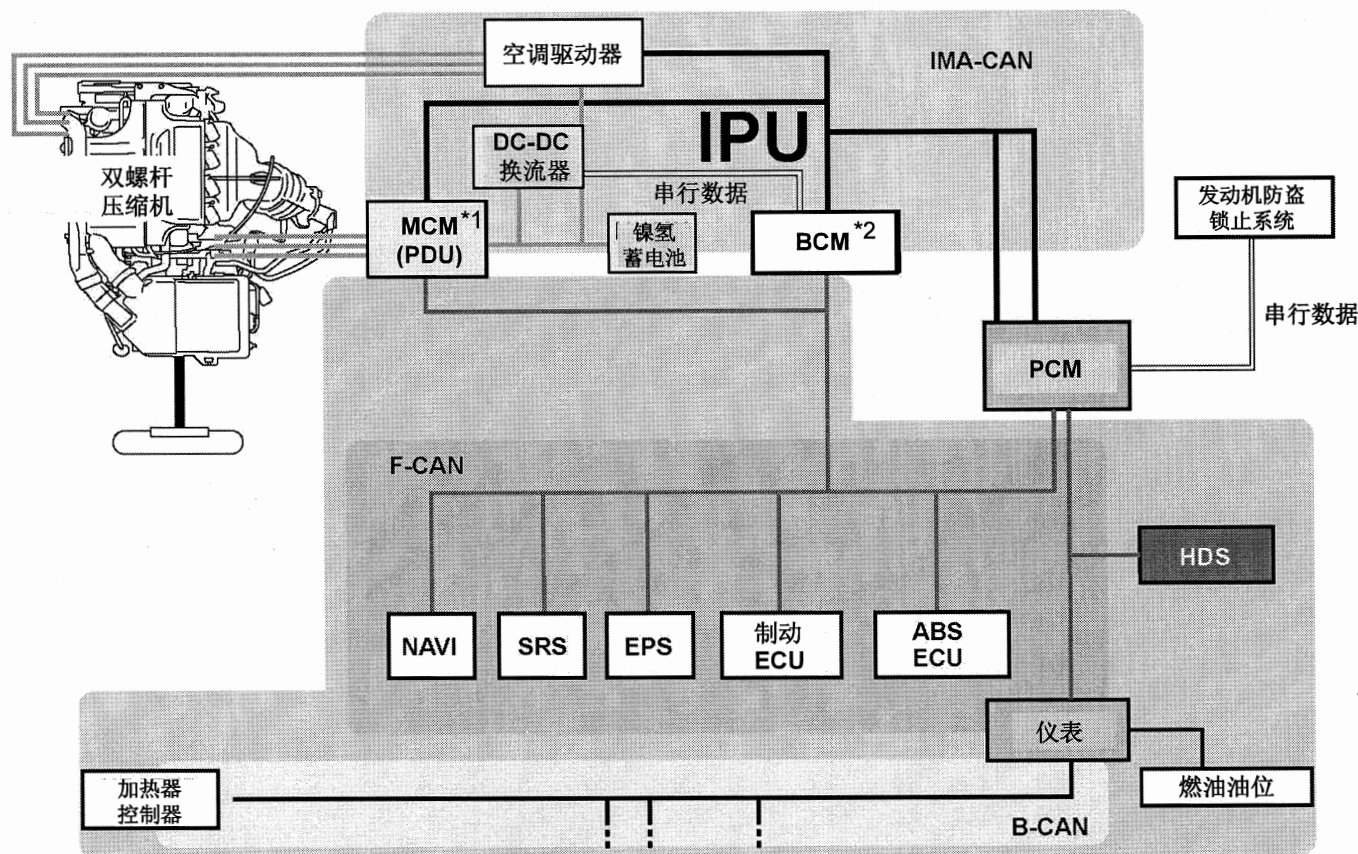 空调驱动器
IMA-CAN
IPU
DC-DC
换流器
串行数据
双螺杆
压缩机
MCM*1
(PDU)
镍氢
蓄电池
BCM*2
发动机防盗
锁止系统
串行数据
PCM
F-CAN
HDS
NAVI
SRS
EPS
制动
ECU
ABS
ECU
仪表
加热器
控制器
燃油油位
B-CAN